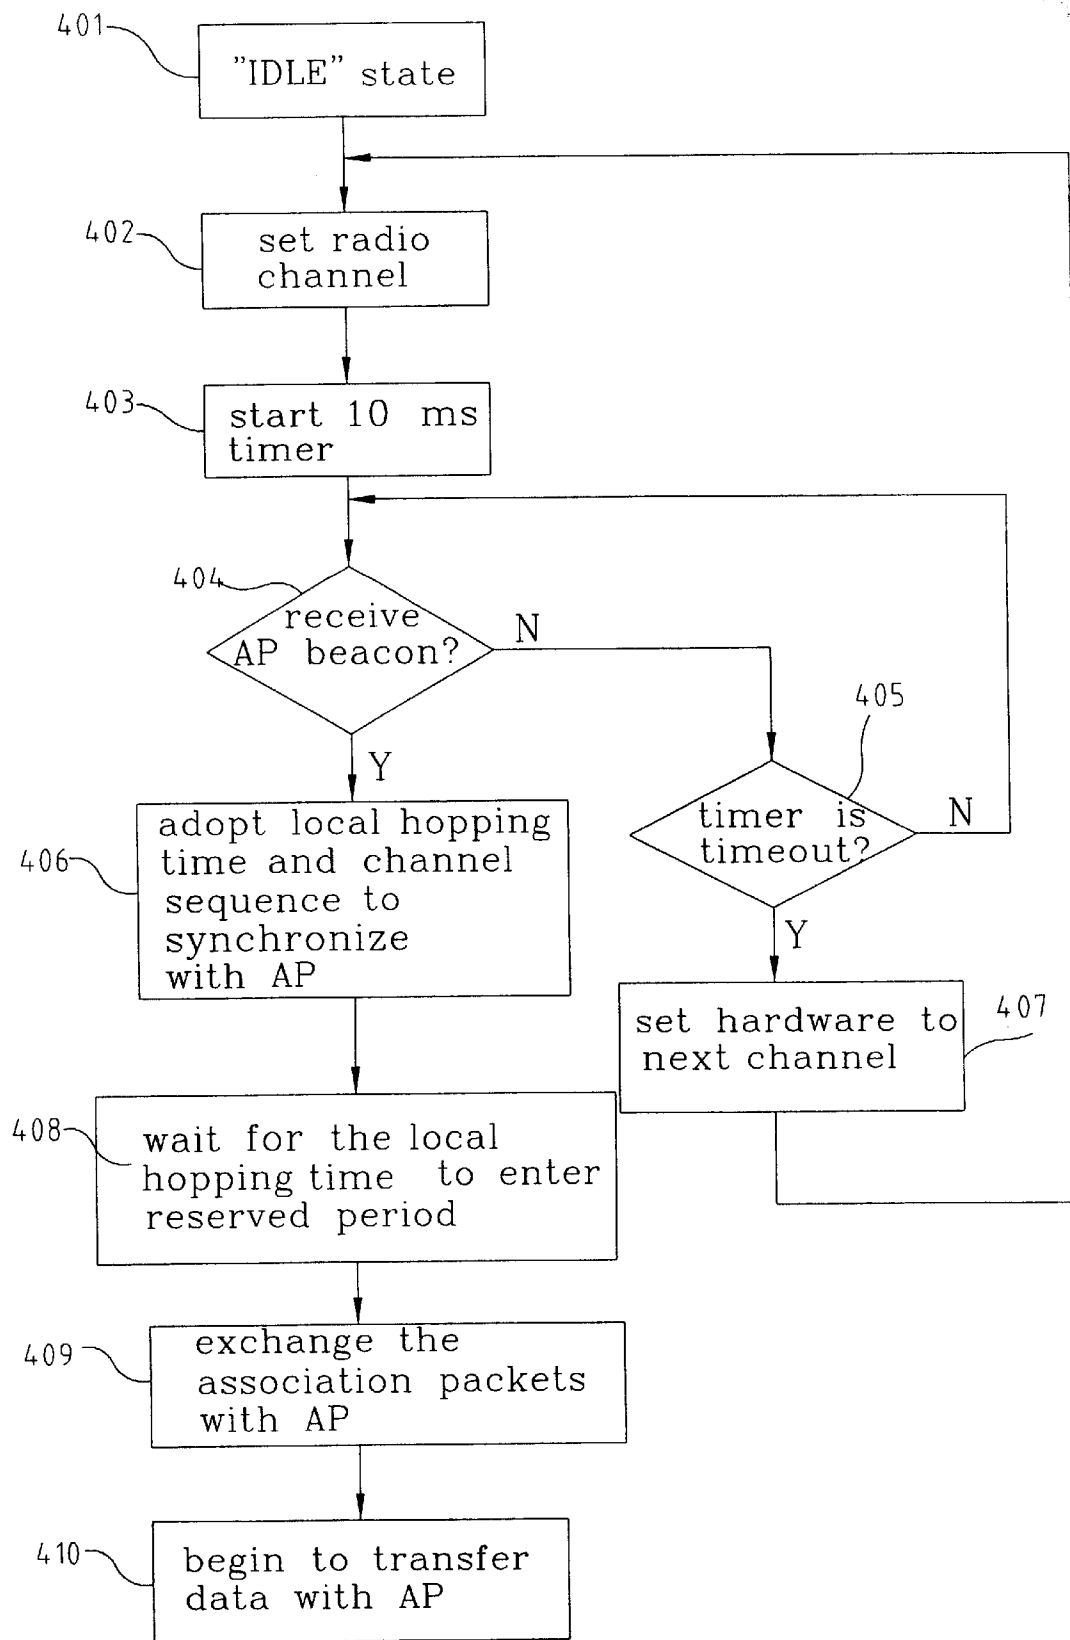 401
"IDLE" state
402
set radio
channel
403
start 10 ms
timer
404
receive
AP beacon?
N
Y
405
timer is
timeout?
N
Y
406
adopt local hopping
time and channel
sequence to
synchronize
with AP
407
set hardware to
next channel
408
wait for the local
hopping time to enter
reserved period
409
exchange the
association packets
with AP
410
begin to transfer
data with AP